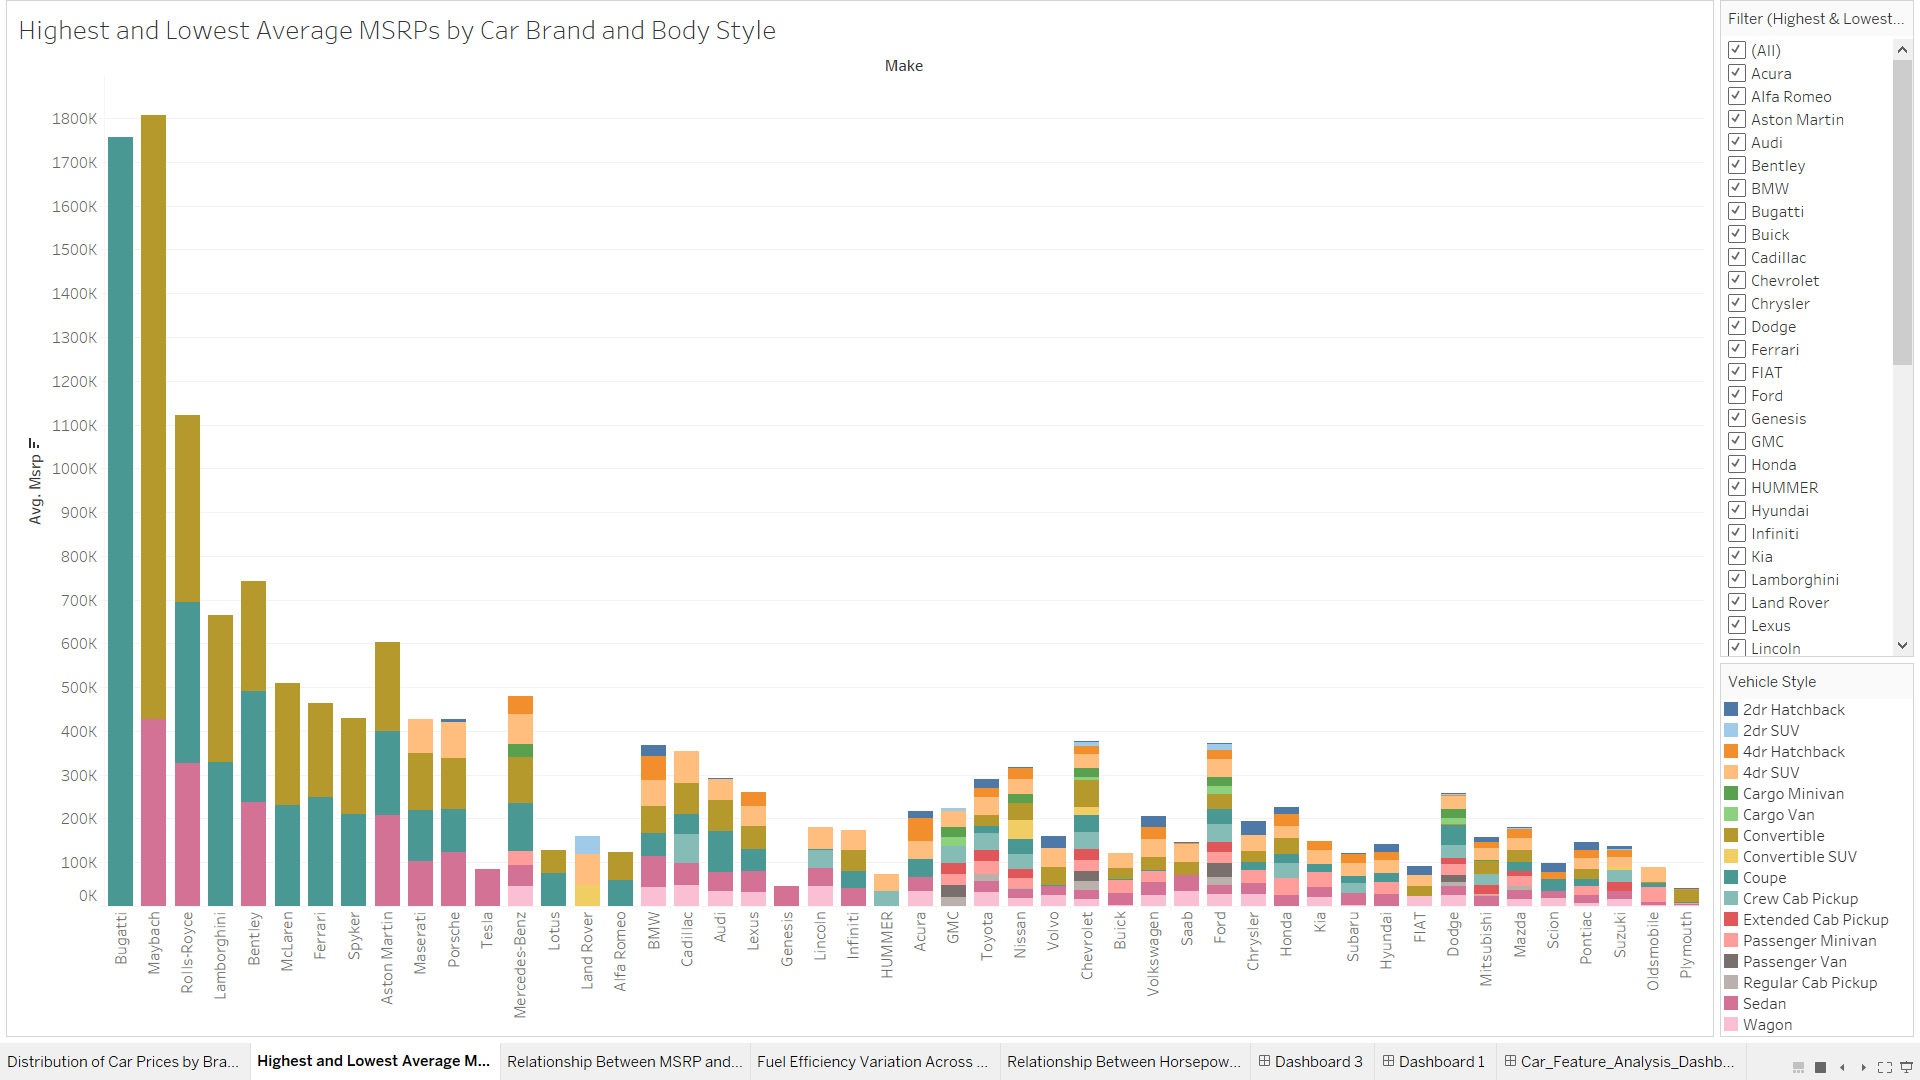 Highest and Lowest Average MSRPs by Car Brand and Body Style
Make
Avg. Msrp
1800K
1700K
1600K
1500K
1400K
1300K
1200K
1100K
1000K
900K
800K
700K
600K
500K
400K
300K
200K
100K
0K
Bugatti
Maybach
Rolls-Royce
Lamborghini
Bentley
McLaren
Ferrari
Spyker
Aston Martin
Maserati
Porsche
Tesla
Mercedes-Benz
Lotus
Land Rover
Alfa Romeo
BMW
Cadillac
Audi
Lexus
Genesis
Lincoln
Infiniti
HUMMER
Acura
GMC
Toyota
Nissan
Volvo
Chevrolet
Buick
Volkswagen
Saab
Ford
Chrysler
Honda
Kia
Subaru
Hyundai
FIAT
Dodge
Mitsubishi
Mazda
Scion
Pontiac
Suzuki
Oldsmobile
Plymouth
Filter (Highest & Lowest...
(All)
Acura
Alfa Romeo
Aston Martin
Audi
Bentley
BMW
Bugatti
Buick
Cadillac
Chevrolet
Chrysler
Dodge
Ferrari
FIAT
Ford
Genesis
GMC
Honda
HUMMER
Hyundai
Infiniti
Kia
Lamborghini
Land Rover
Lexus
Lincoln
Vehicle Style
2dr Hatchback
2dr SUV
4dr Hatchback
4dr SUV
Cargo Minivan
Cargo Van
Convertible
Convertible SUV
Coupe
Crew Cab Pickup
Extended Cab Pickup
Passenger Minivan
Passenger Van
Regular Cab Pickup
Sedan
Wagon
Distribution of Car Prices by Bra...
Highest and Lowest Average M...
Relationship Between MSRP and...
Fuel Efficiency Variation Across ...
Relationship Between Horsepow...
Dashboard 3
Dashboard 1
Car_Feature_Analysis_Dashb...